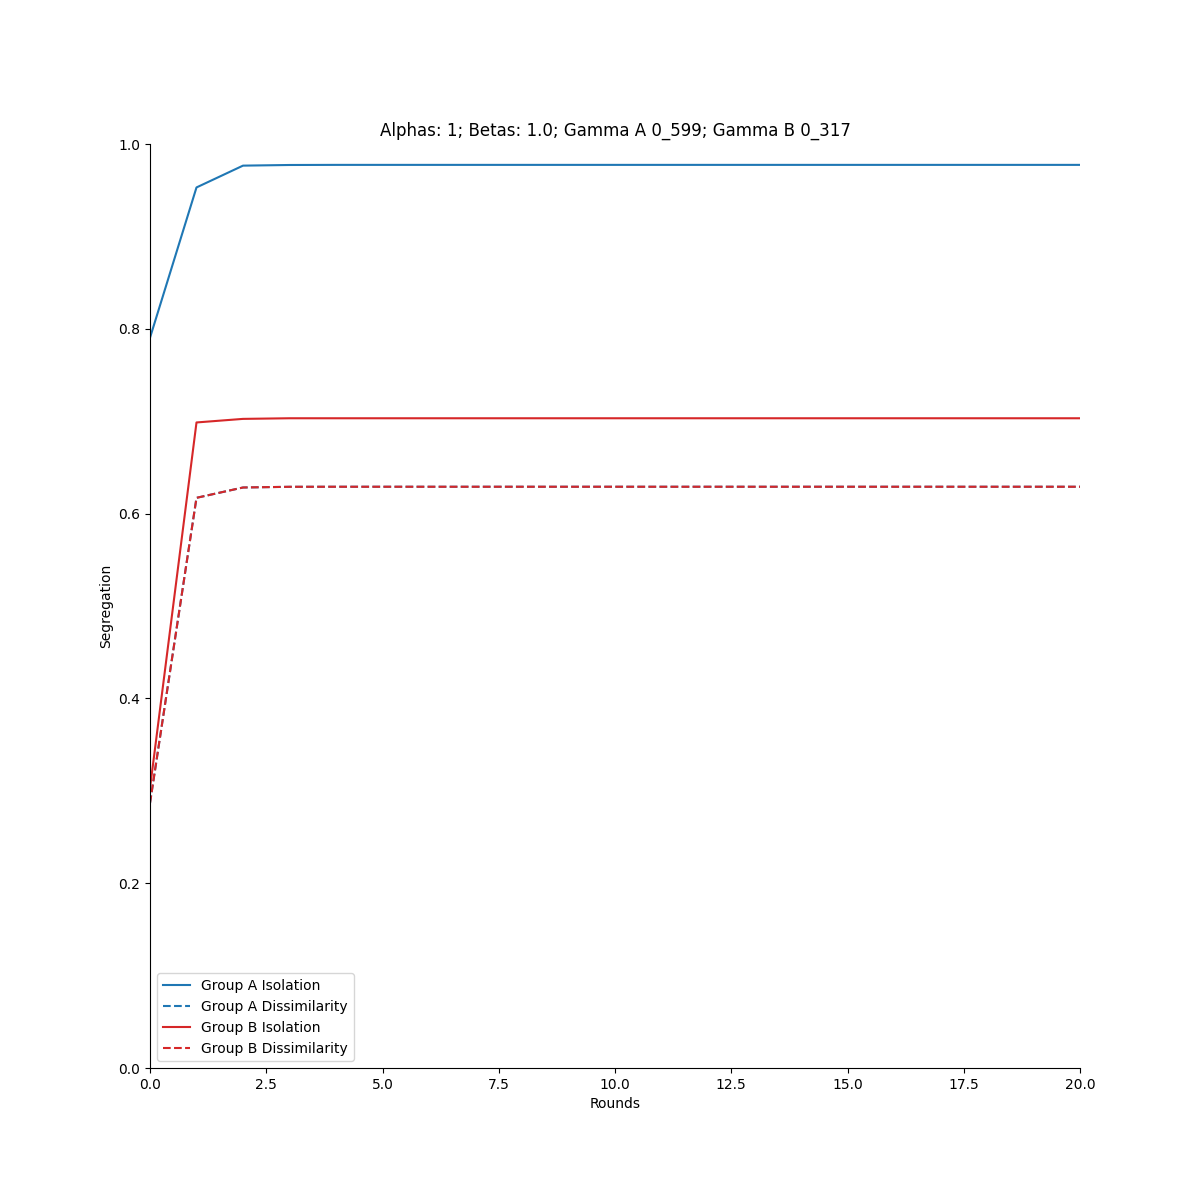 Alphas: 1; Betas: 1.0; Gamma A 0_599; Gamma B 0_317
1.0
0.8
0.6
0.4
0.2
0.0
Segregation
Group A Isolation
Group A Dissimilarity
Group B Isolation
Group B Dissimilarity
0.0 2.5 5.0 7.5 10.0 12.5 15.0 17.5 20.0
Rounds